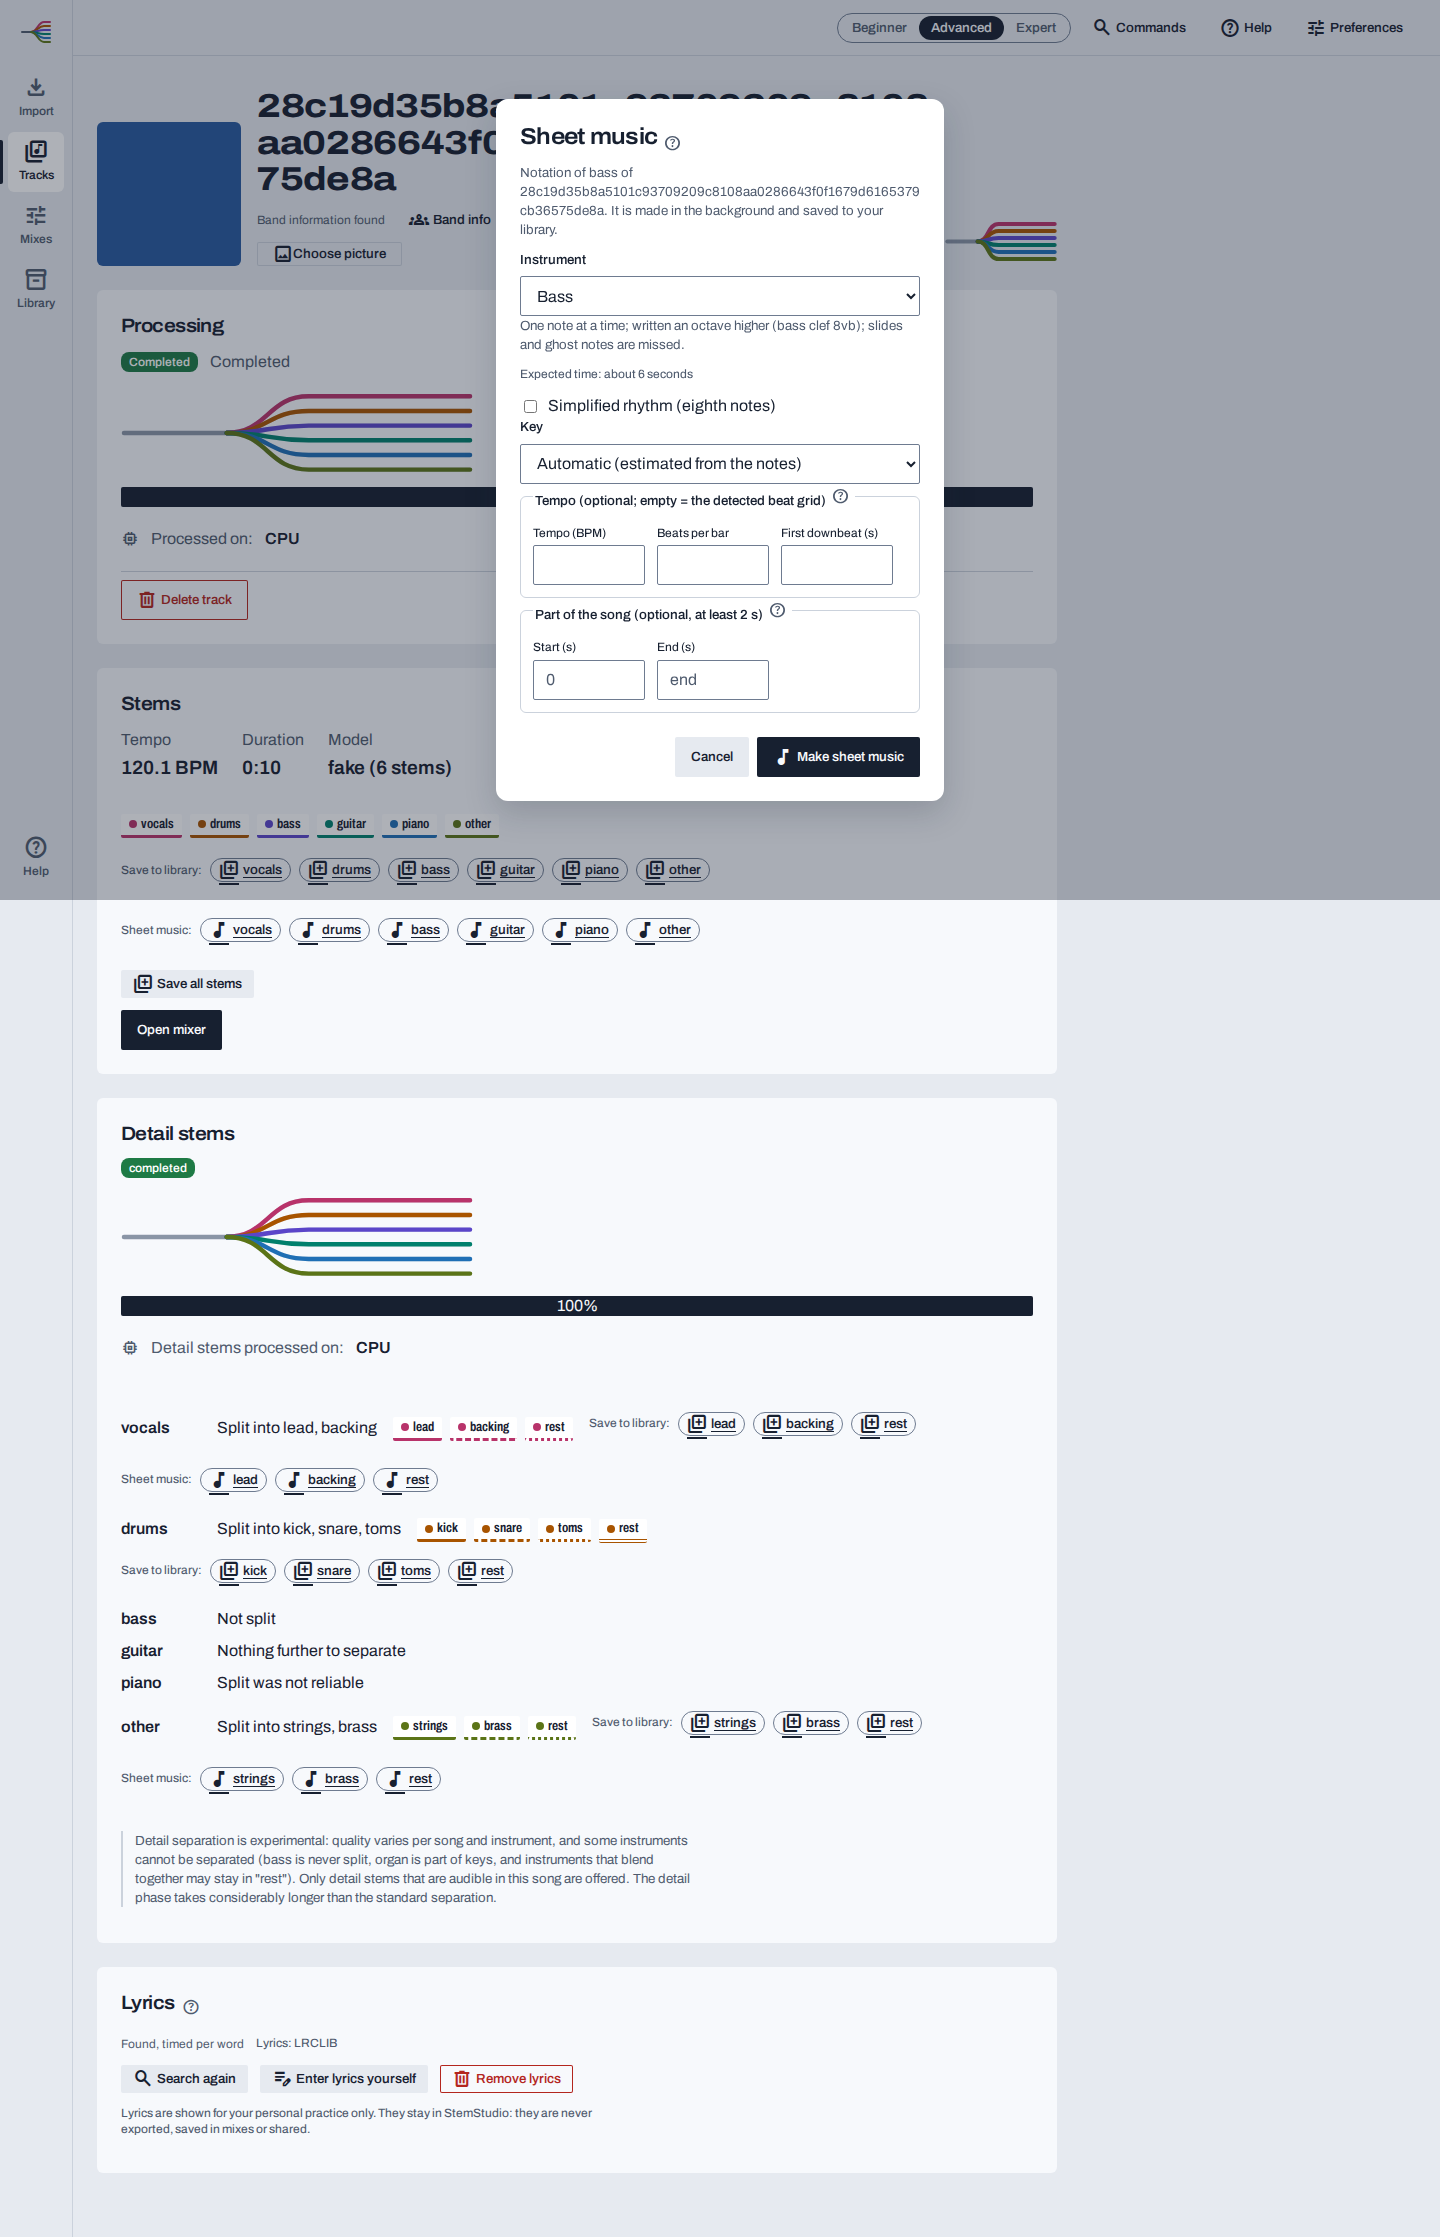 Beginner
Advanced
Expert
Commands
Help
Preferences
Import
Tracks
Mixes
Library
Help
aa0286643f
75de8a
Band information found
Band info
Choose picture
Processing
Completed
Completed
Processed on: CPU
Delete track
Stems
Tempo
Duration
Model
120.1 BPM
0:10
fake (6 stems)
vocals
drums
bass
guitar
piano
other
Save to library:
vocals
drums
bass
guitar
piano
other
Sheet music:
vocals
drums
bass
guitar
piano
other
Save all stems
Open mixer
Sheet music
Notation of bass of
28c19d35b8a5101c93709209c8108aa0286643f0f1679d6165379
cb36575de8a. It is made in the background and saved to your
library.
Instrument
Bass
One note at a time; written an octave higher (bass clef 8vb); slides
and ghost notes are missed.
Expected time: about 6 seconds
Simplified rhythm (eighth notes)
Key
Automatic (estimated from the notes)
Tempo (optional; empty = the detected beat grid)
Tempo (BPM)
Beats per bar
First downbeat (s)
Part of the song (optional, at least 2 s)
Start (s)
End (s)
0
end
Cancel
Make sheet music
Detail stems
completed
100%
Detail stems processed on: CPU
vocals
Split into lead, backing
lead
backing
rest
Save to library:
lead
backing
rest
Sheet music:
lead
backing
rest
drums
Split into kick, snare, toms
kick
snare
toms
rest
Save to library:
kick
snare
toms
rest
bass
Not split
guitar
Nothing further to separate
piano
Split was not reliable
other
Split into strings, brass
strings
brass
rest
Save to library:
strings
brass
rest
Sheet music:
strings
brass
rest
Detail separation is experimental: quality varies per song and instrument, and some instruments
cannot be separated (bass is never split, organ is part of keys, and instruments that blend
together may stay in "rest"). Only detail stems that are audible in this song are offered. The detail
phase takes considerably longer than the standard separation.
Lyrics
Found, timed per word
Lyrics: LRCLIB
Search again
Enter lyrics yourself
Remove lyrics
Lyrics are shown for your personal practice only. They stay in StemStudio: they are never
exported, saved in mixes or shared.